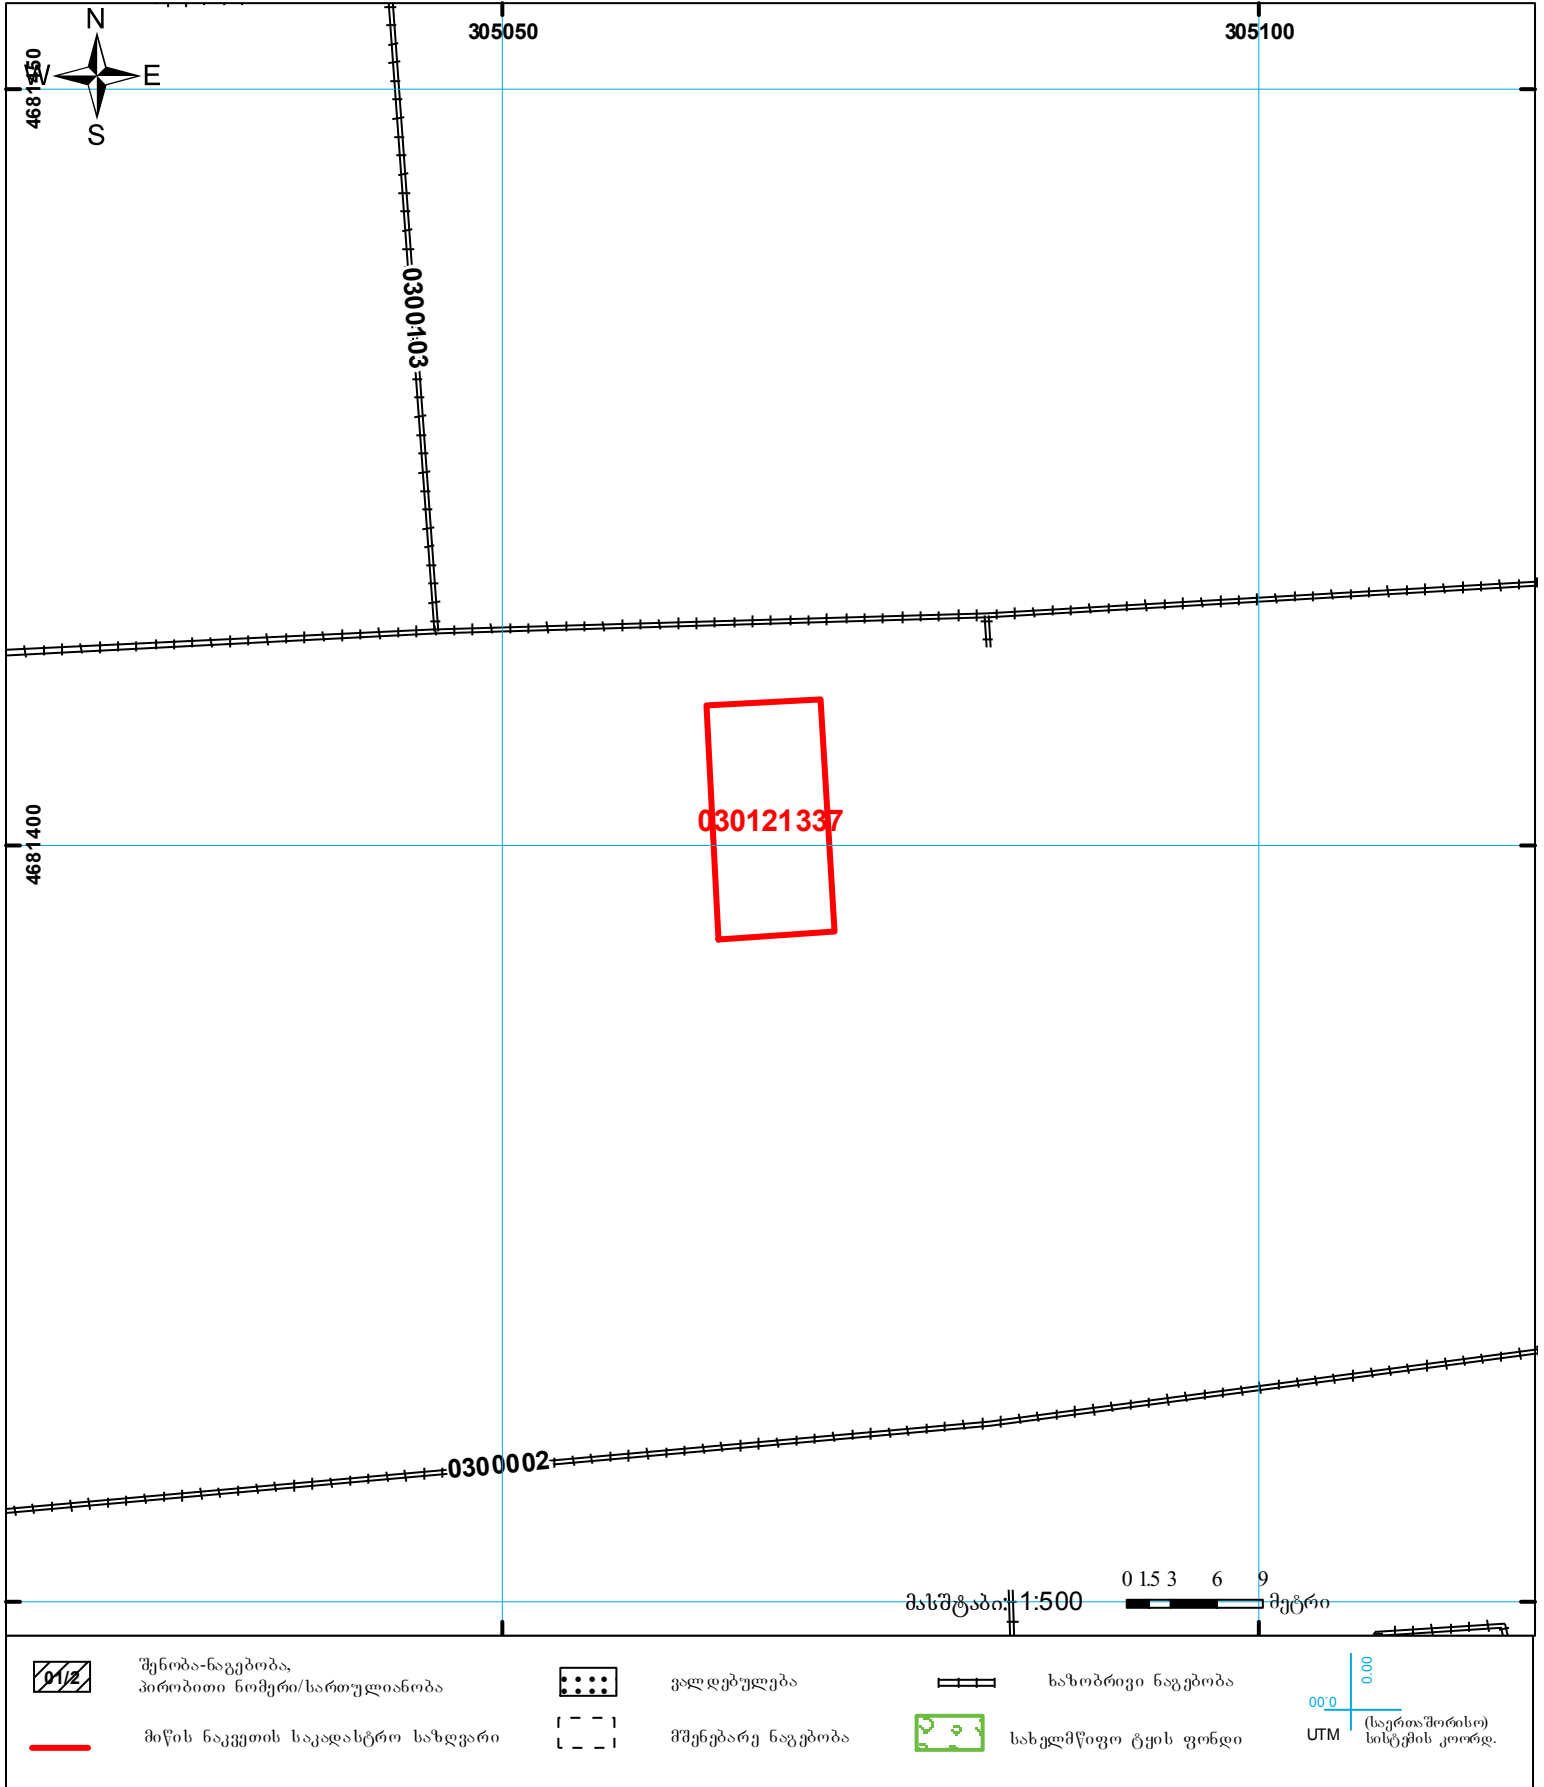 N
305050
305100
W
E
4681450
S
0300103
030121337
4681400
0300002
0 1.5 3 6 9
მასშტაბი: 1:500
მეტრი
01/2
შენობა-ნაგებობა,
პირობითი ნომერი/სართულიანობა
ვალდებულება
ხაზობრივი ნაგებობა
00.0
00.0
UTM
(საერთაშორისო)
სისტემის კოორდ.
მიწის ნაკვეთის საკადასტრო საზღვარი
მშენებარე ნაგებობა
სახელმწიფო ტყის ფონდი